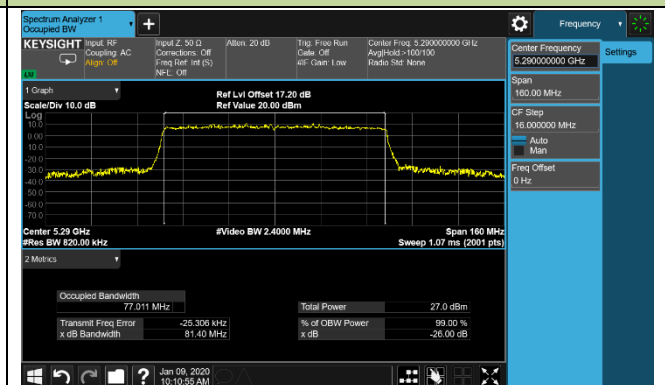 Spectrum Analyzer 1
Occupied BW
+
Frequency
KEYSIGHT
Input: RF
Coupling: AC
Align: Off
Input Z: 50 Ω
Corrections: Off
Freq Ref: Int (S)
NFE: Off
Atten: 20 dB
Trig: Free Run
Gate: Off
#IF Gain: Low
Center Freq: 5.290000000 GHz
Avg|Hold:>100/100
Radio Std: None
LXI
Center Frequency
5.290000000 GHz
Settings
Span
160.00 MHz
CF Step
16.000000 MHz
Auto
Man
Freq Offset
0 Hz
1 Graph
Scale/Div 10.0 dB
Ref Lvl Offset 17.20 dB
Ref Value 20.00 dBm
Log
10.0
0.00
-10.0
-20.0
-30.0
-40.0
-50.0
-60.0
-70.0
Center 5.29 GHz
#Video BW 2.4000 MHz
Span 160 MHz
#Res BW 820.00 kHz
Sweep 1.07 ms (2001 pts)
2 Metrics
Occupied Bandwidth
77.011 MHz
Total Power
27.0 dBm
Transmit Freq Error
-25.306 kHz
% of OBW Power
99.00 %
x dB Bandwidth
81.40 MHz
x dB
-26.00 dB
?
Jan 09, 2020
10:10:55 AM